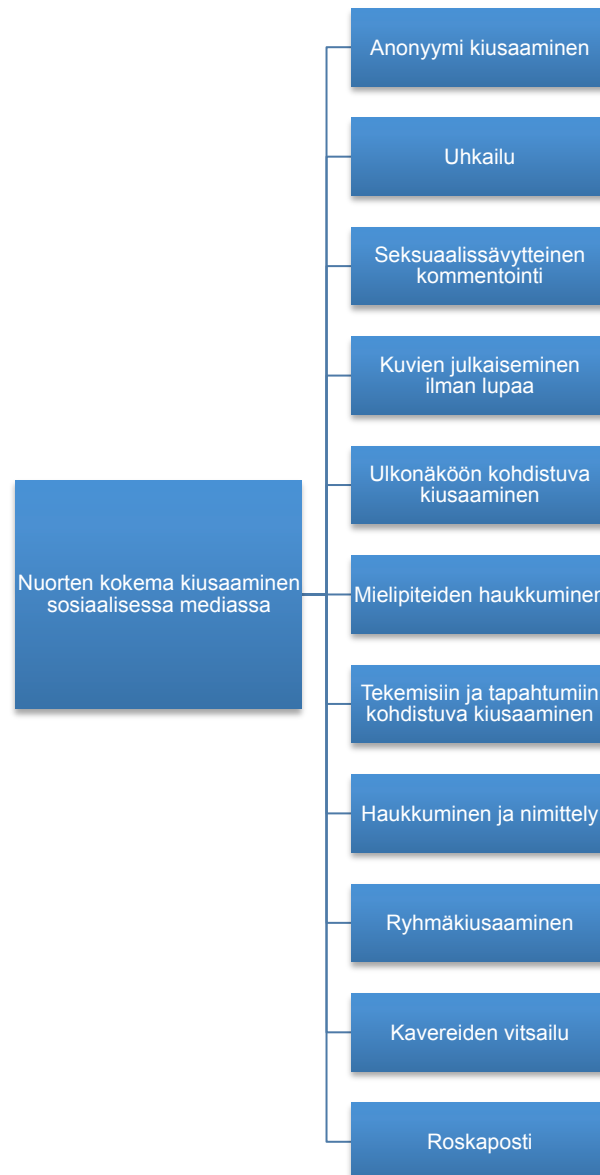 Anonyymi kiusaaminen
Uhkailu
Seksuaalissävytteinen
kommentointi
Kuvien julkaiseminen
ilman lupaa
Ulkonäköön kohdistuva
kiusaaminen
Nuorten kokema kiusaaminen
sosiaalisessa mediassa
Mielipiteiden haukkuminen
Tekemisiin ja tapahtumiin
kohdistuva kiusaaminen
Haukkuminen ja nimittely
Ryhmäkiusaaminen
Kavereiden vitsailu
Roskaposti